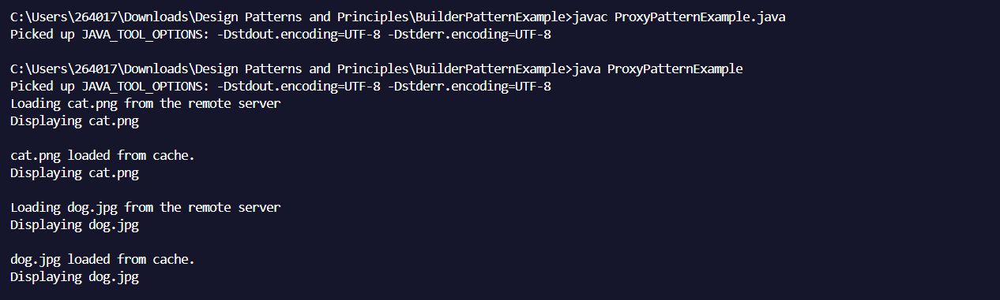 C:\Users\264017\Downloads\Design Patterns and Principles\BuilderPatternExample>javac ProxyPatternExample.java
Picked up JAVA_TOOL_OPTIONS: -Dstdout.encoding=UTF-8 -Dstderr.encoding=UTF-8
C:\Users\264017\Downloads\Design Patterns and Principles\BuilderPatternExample>java ProxyPatternExample
Picked up JAVA_TOOL_OPTIONS: -Dstdout.encoding=UTF-8 -Dstderr.encoding=UTF-8
Loading cat.png from the remote server
Displaying cat.png
cat.png loaded from cache.
Displaying cat.png
Loading dog.jpg from the remote server
Displaying dog.jpg
dog.jpg loaded from cache.
Displaying dog.jpg